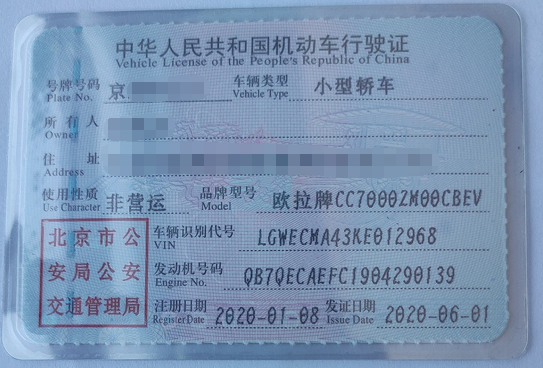 中华人民共和国机动车行驶证
Vehicle License of the People's Republic of China
号牌号码 京 车辆类型 小型轿车
Plate No. Vehicle Type
所有人
Owner
住址
Address
使用性质 非营运 品牌型号 欧拉牌CC7000ZM00CBEV
Use Character Model
北京市公 车辆识别代号 LGWECMA43KE012968
VIN
安局公安 发动机号码 QB7QECAEFC1904290139
Engine No.
交通管理局 注册日期 2020-01-08 发证日期 2020-06-01
Register Date Issue Date